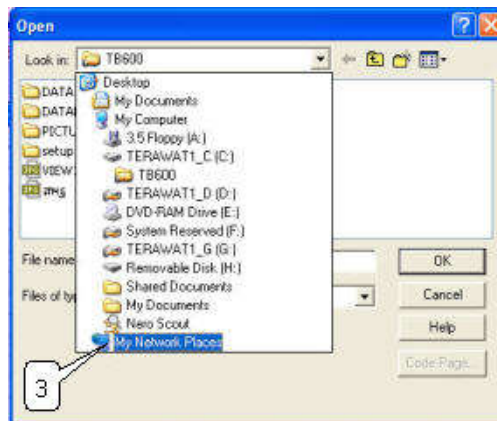 Open
Look in: TB600
Desktop
My Documents
My Computer
3.5 Floppy (A:)
TERAWAT1_C (C:)
TB600
TERAWAT1_D (D:)
DVD-RAM Drive (E:)
System Reserved (F:)
TERAWAT1_G (G:)
Removable Disk (H:)
Shared Documents
My Documents
Nero Scout
My Network Places
DATA
DATA
PICTU
setup
VIEW
File name
Files of ty
OK
Cancel
Help
Code Page...
3